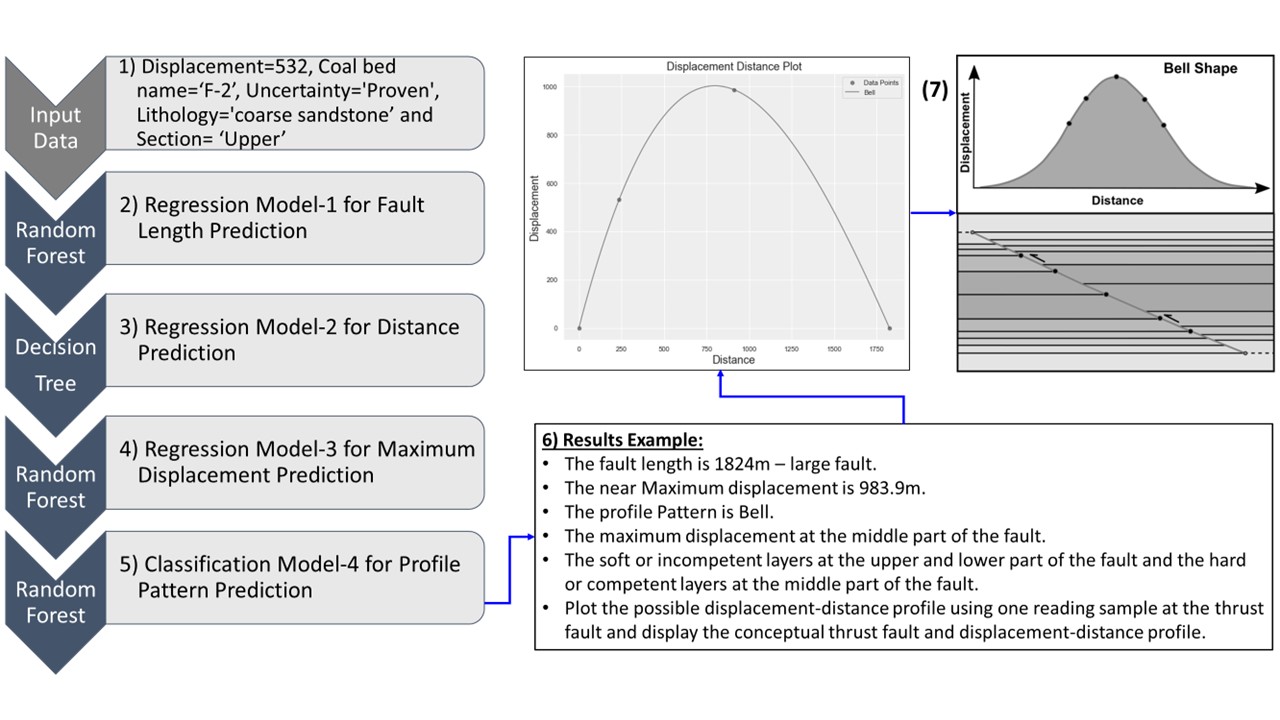 Input
Data
1) Displacement=532, Coal bed
name=‘F-2’, Uncertainty='Proven',
Lithology='coarse sandstone’ and
Section= ‘Upper’
Random
Forest
2) Regression Model-1 for Fault
Length Prediction
Decision
Tree
3) Regression Model-2 for Distance
Prediction
Random
Forest
4) Regression Model-3 for Maximum
Displacement Prediction
Random
Forest
5) Classification Model-4 for Profile
Pattern Prediction
Displacement Distance Plot
Data Points
Bell
Displacement
1000
800
600
400
200
0
0 250 500 750 1000 1250 1500 1750
Distance
(7)
Bell Shape
Displacement
Distance
6) Results Example:
• The fault length is 1824m – large fault.
• The near Maximum displacement is 983.9m.
• The profile Pattern is Bell.
• The maximum displacement at the middle part of the fault.
• The soft or incompetent layers at the upper and lower part of the fault and the hard
or competent layers at the middle part of the fault.
• Plot the possible displacement-distance profile using one reading sample at the thrust
fault and display the conceptual thrust fault and displacement-distance profile.